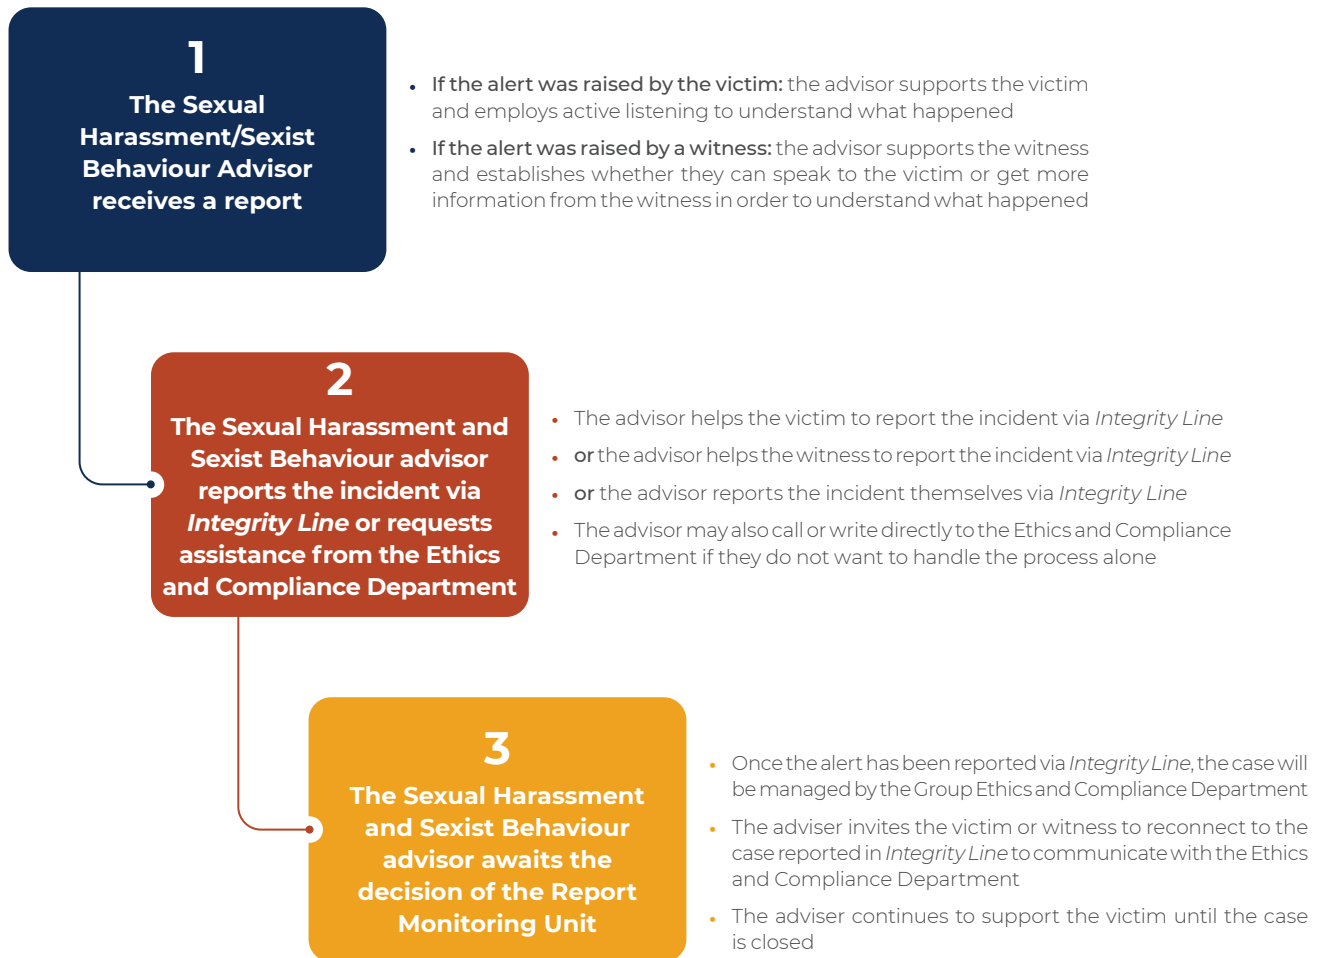 1
The Sexual
Harassment/Sexist
Behaviour Advisor
receives a report
• If the alert was raised by the victim: the advisor supports the victim
and employs active listening to understand what happened
• If the alert was raised by a witness: the advisor supports the witness
and establishes whether they can speak to the victim or get more
information from the witness in order to understand what happened
2
The Sexual Harassment and
Sexist Behaviour advisor
reports the incident via
Integrity Line or requests
assistance from the Ethics
and Compliance Department
• The advisor helps the victim to report the incident via Integrity Line
• or the advisor helps the witness to report the incident via Integrity Line
• or the advisor reports the incident themselves via Integrity Line
• The advisor may also call or write directly to the Ethics and Compliance
Department if they do not want to handle the process alone
3
The Sexual Harassment
and Sexist Behaviour
advisor awaits the
decision of the Report
Monitoring Unit
• Once the alert has been reported via Integrity Line, the case will
be managed by the Group Ethics and Compliance Department
• The adviser invites the victim or witness to reconnect to the
case reported in Integrity Line to communicate with the Ethics
and Compliance Department
• The adviser continues to support the victim until the case
is closed